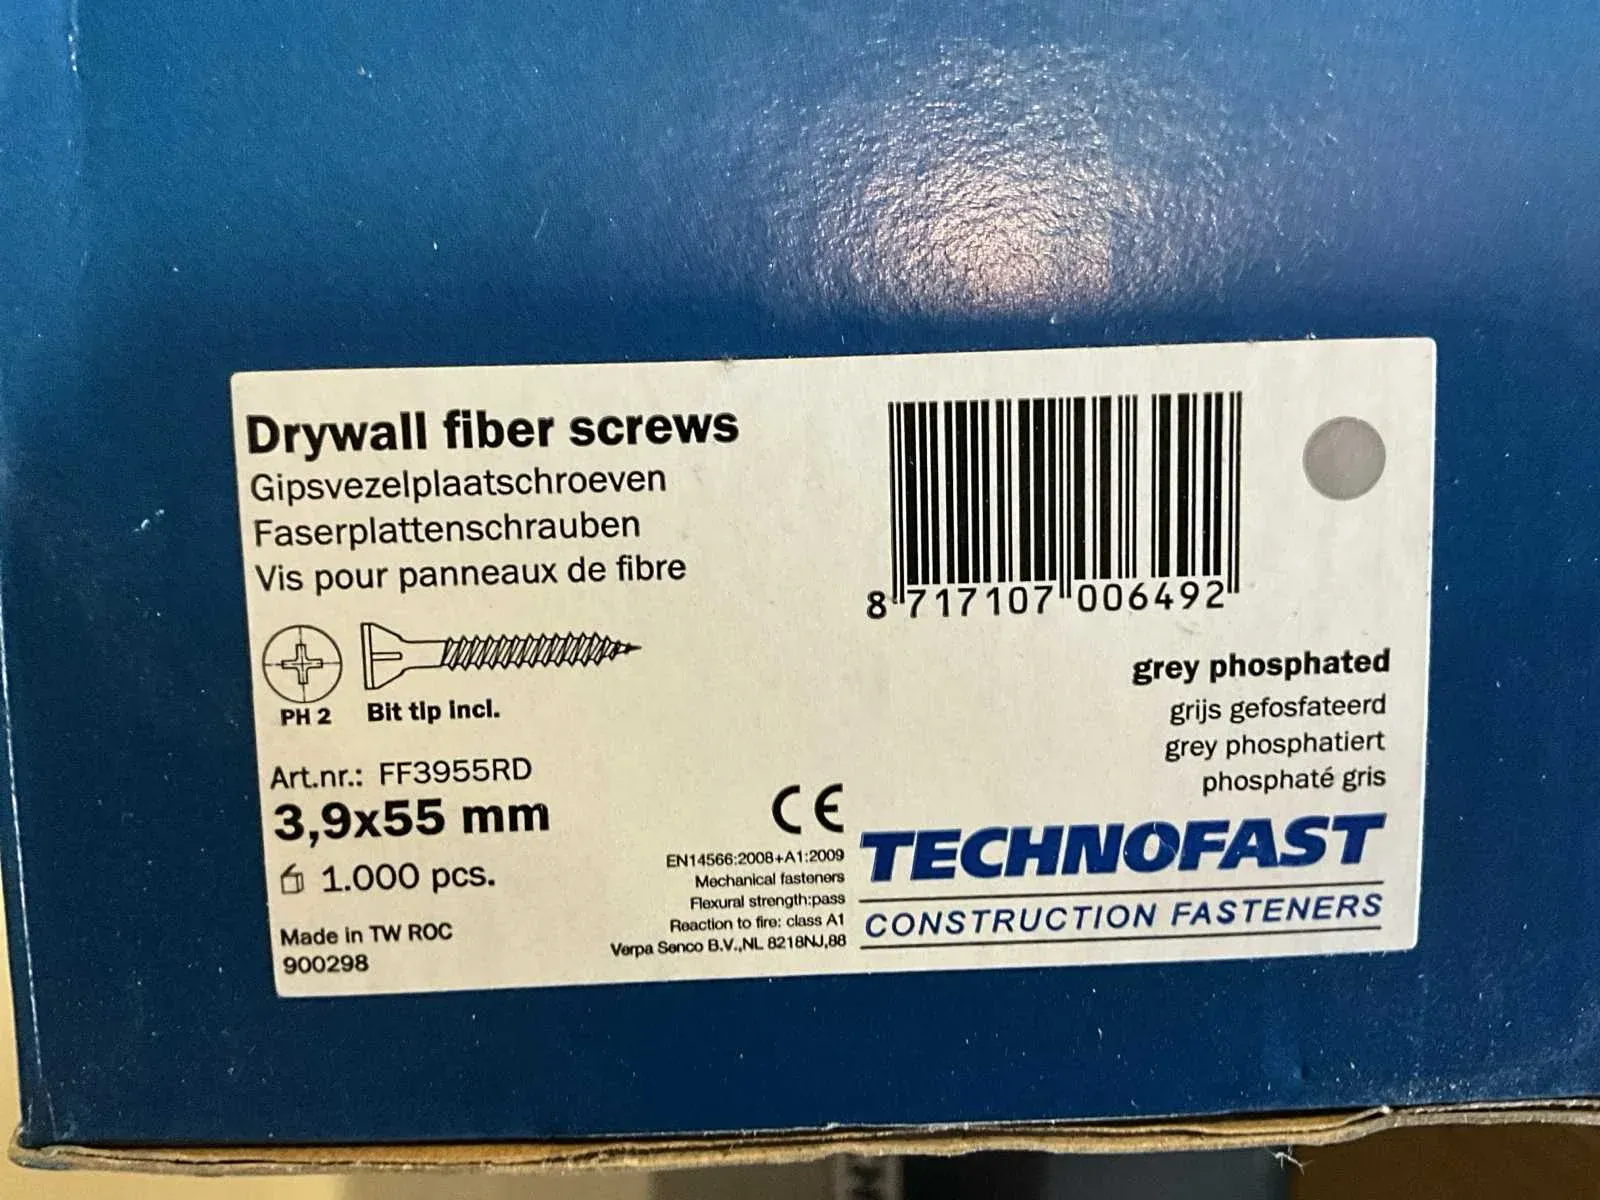 Drywall fiber screws
Gipsvezelplaatschroeven
Faserplattenschrauben
Vis pour panneaux de fibre
PH 2
Bit tip incl.
Art.nr.: FF3955RD
3,9x55 mm
1.000 pcs.
Made in TW ROC
900298
8 717107 006492
grey phosphated
grijs gefosfateerd
grey phosphatiert
phosphaté gris
CE
EN14566:2008+A1:2009
Mechanical fasteners
Flexural strength:pass
Reaction to fire: class A1
Verpa Senco B.V.,NL 8218NJ,88
TECHNOFAST
CONSTRUCTION FASTENERS